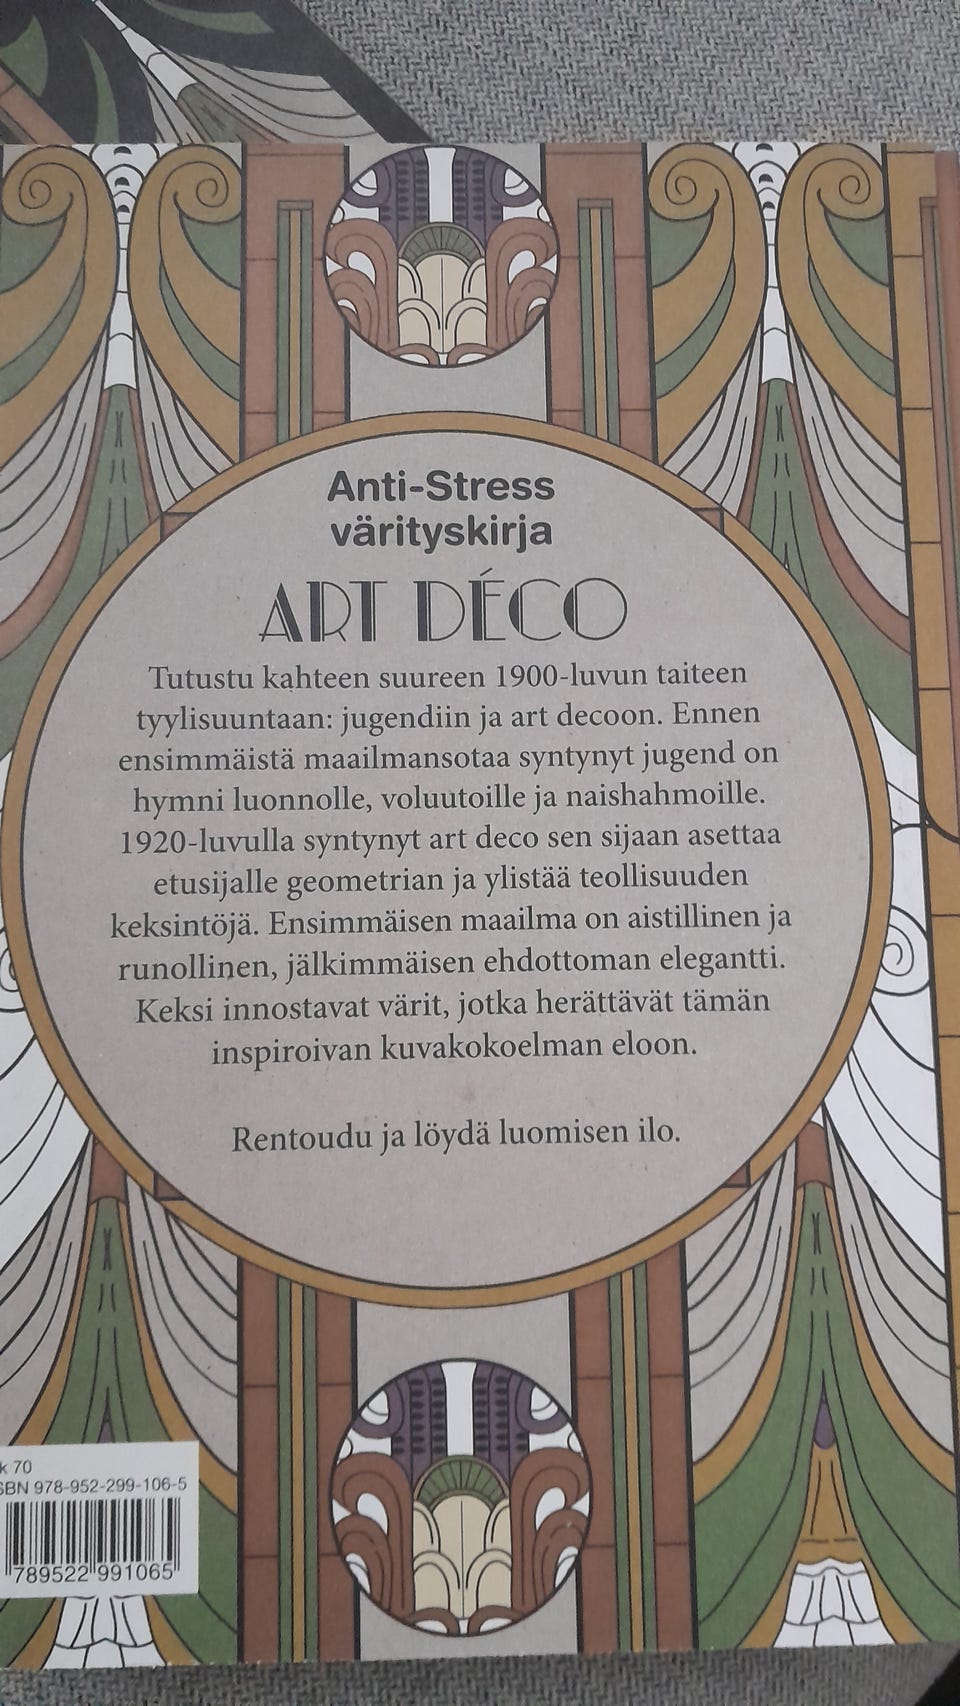 Anti-Stress
värityskirja
ART DÉCO
Tutustu kahteen suureen 1900-luvun taiteen
tyylisuuntaan: jugendiin ja art decoon. Ennen
ensimmäistä maailmansotaa syntynyt jugend on
hymni luonnolle, voluutoille ja naishahmoille.
1920-luvulla syntynyt art deco sen sijaan asettaa
etusijalle geometrian ja ylistää teollisuuden
keksintöjä. Ensimmäisen maailma on aistillinen ja
runollinen, jälkimmäisen ehdottoman elegantti.
Keksi innostavat värit, jotka herättävät tämän
inspiroivan kuvakokoelman eloon.
Rentoudu ja löydä luomisen ilo.
k 70
SBN 978-952-299-106-5
789522 991065